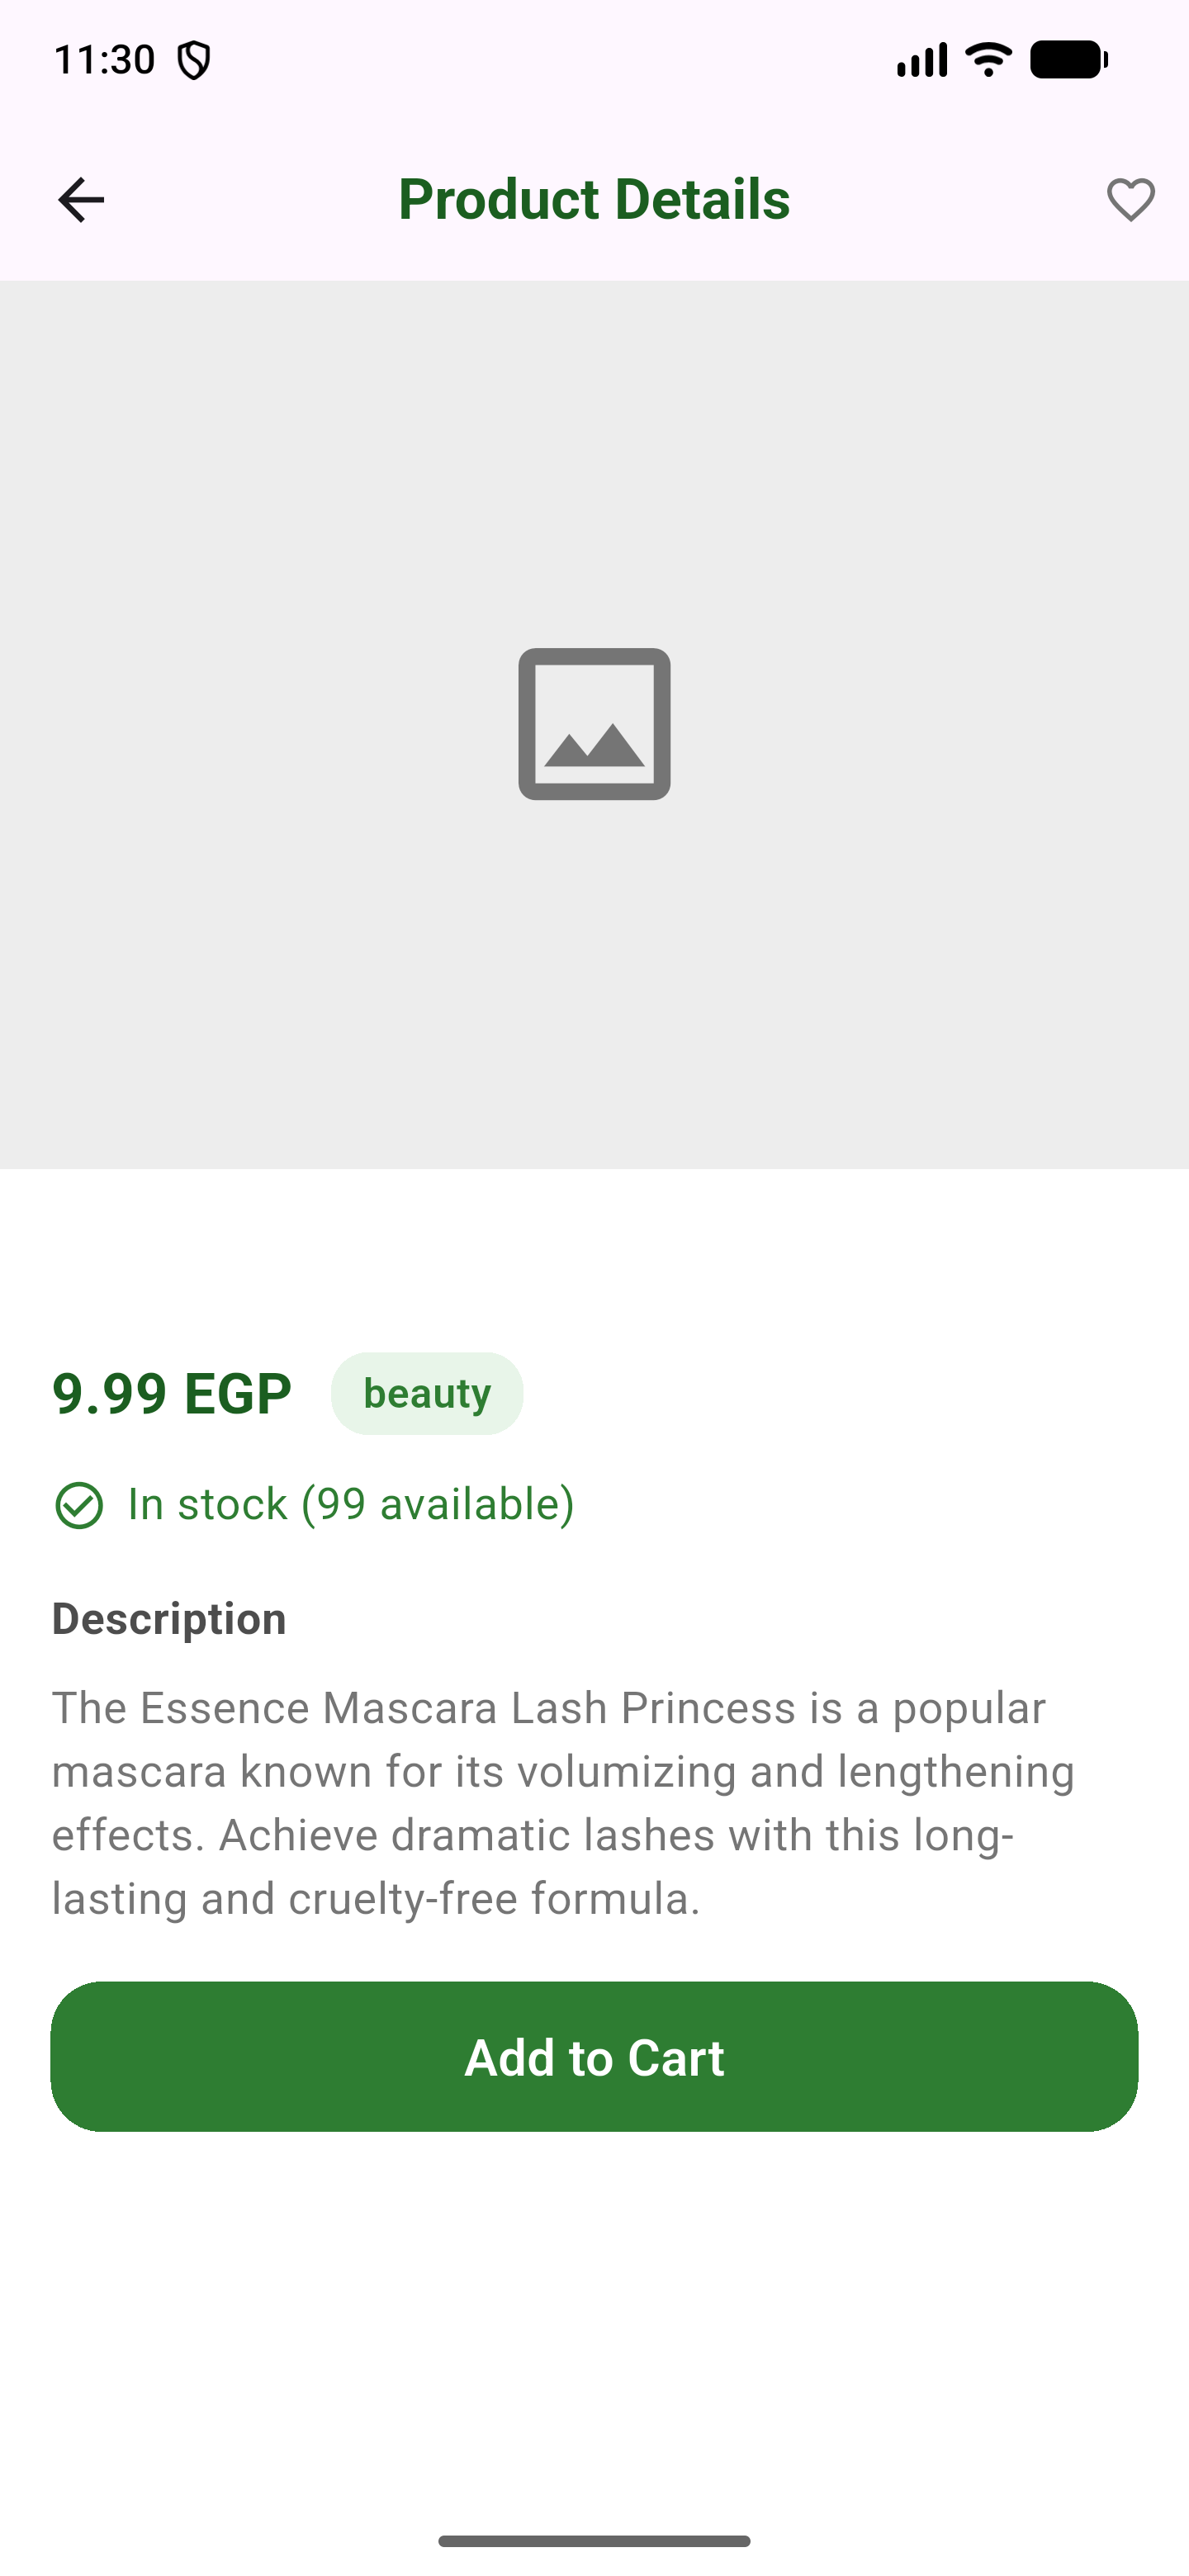 11:30
Product Details
9.99 EGP beauty
In stock (99 available)
Description
The Essence Mascara Lash Princess is a popular
mascara known for its volumizing and lengthening
effects. Achieve dramatic lashes with this long-
lasting and cruelty-free formula.
Add to Cart